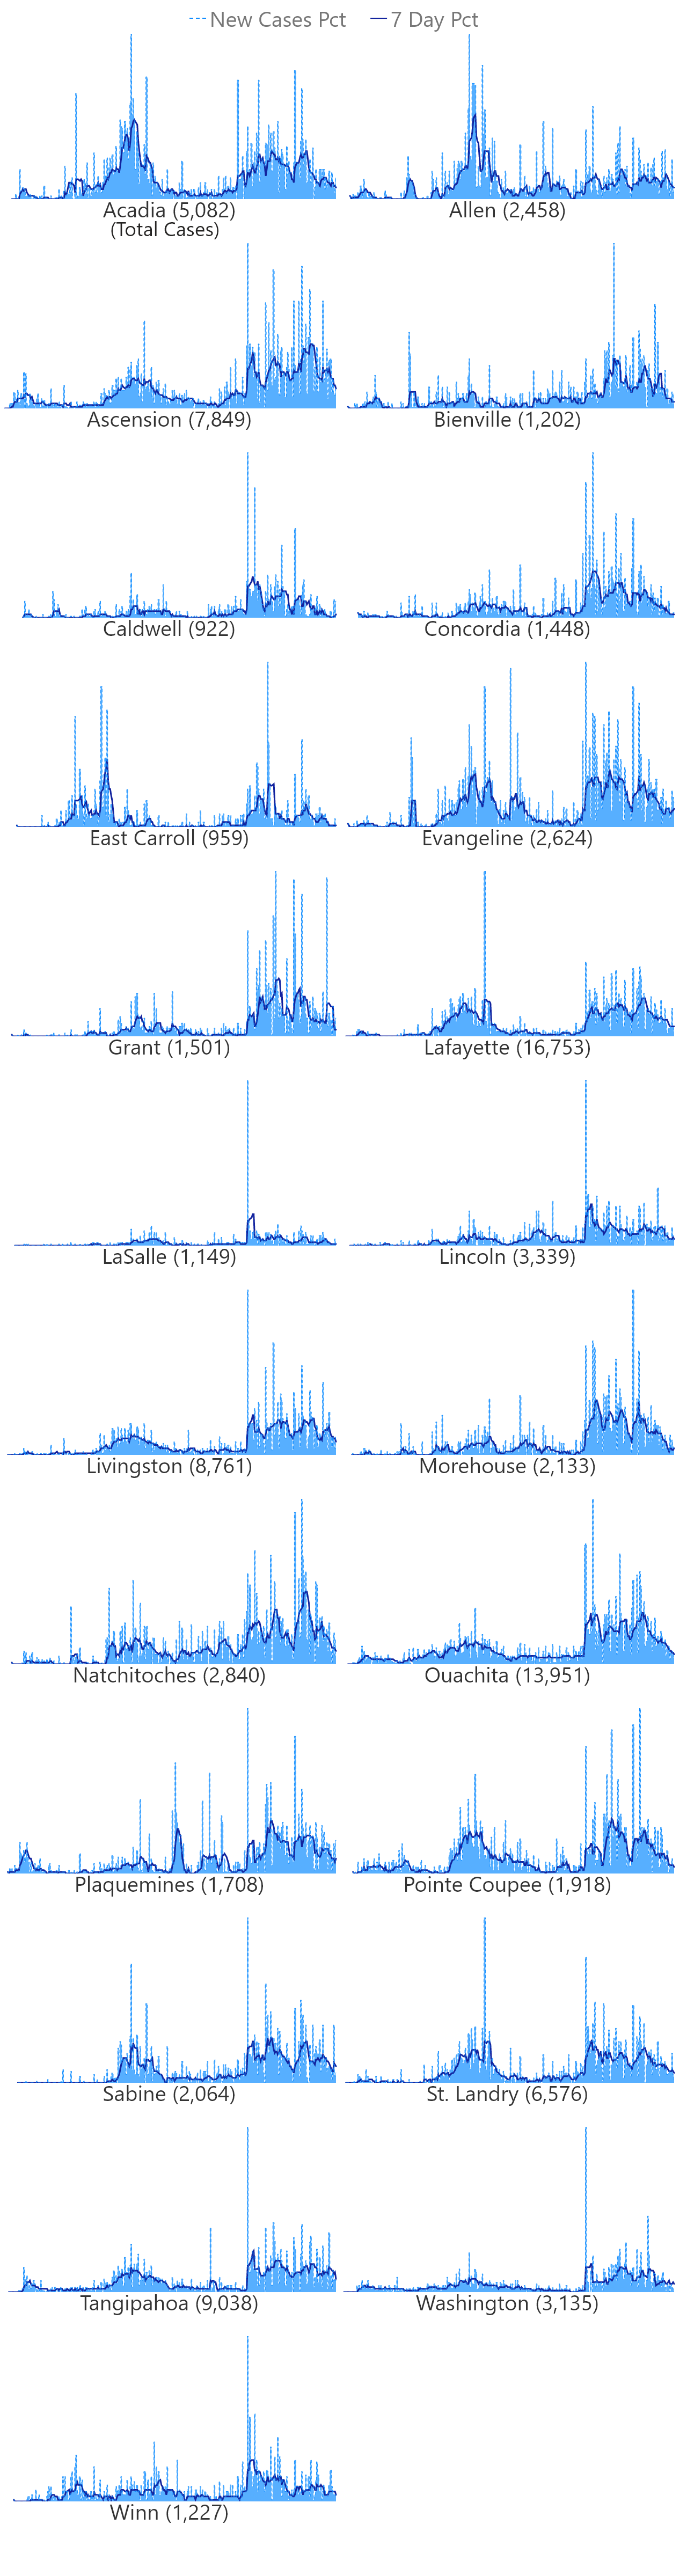 New Cases Pct 7 Day Pct
Acadia (5,082) Allen (2,458)
(Total Cases)
Ascension (7,849) Bienville (1,202)
Caldwell (922) Concordia (1,448)
East Carroll (959) Evangeline (2,624)
Grant (1,501) Lafayette (16,753)
LaSalle (1,149) Lincoln (3,339)
Livingston (8,761) Morehouse (2,133)
Natchitoches (2,840) Ouachita (13,951)
Plaquemines (1,708) Pointe Coupee (1,918)
Sabine (2,064) St. Landry (6,576)
Tangipahoa (9,038) Washington (3,135)
Winn (1,227)